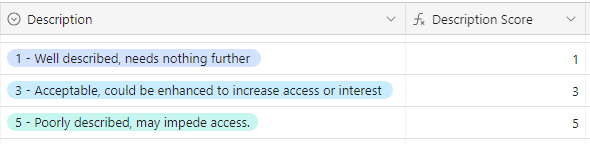 Description
Description Score
1 - Well described, needs nothing further
1
3 - Acceptable, could be enhanced to increase access or interest
3
5 - Poorly described, may impede access.
5